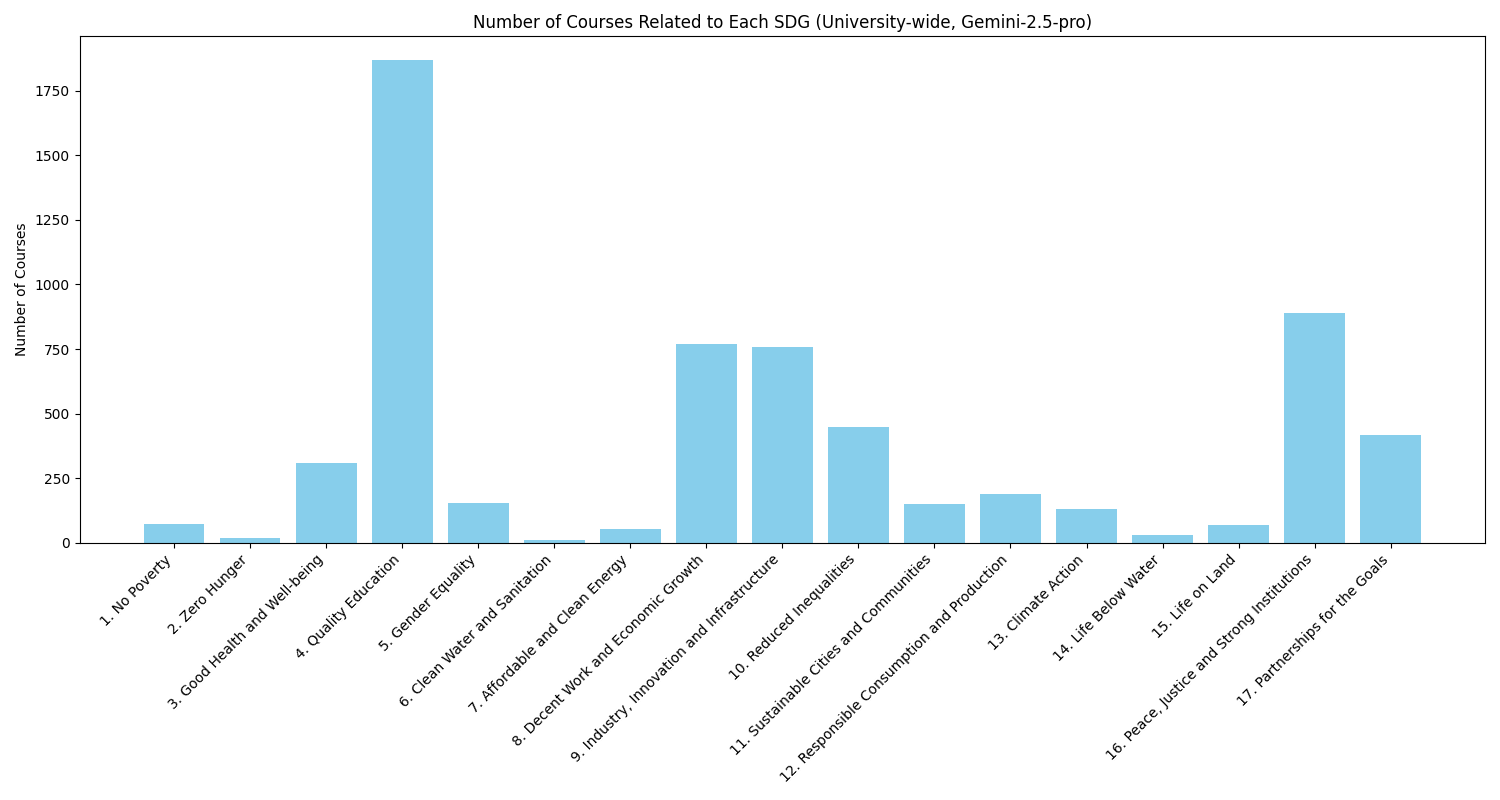 Number of Courses Related to Each SDG (University-wide, Gemini-2.5-pro)
Number of Courses
1750
1500
1250
1000
750
500
250
0
1. No Poverty
2. Zero Hunger
3. Good Health and Well-being
4. Quality Education
5. Gender Equality
6. Clean Water and Sanitation
7. Affordable and Clean Energy
8. Decent Work and Economic Growth
9. Industry, Innovation and Infrastructure
10. Reduced Inequalities
11. Sustainable Cities and Communities
12. Responsible Consumption and Production
13. Climate Action
14. Life Below Water
15. Life on Land
16. Peace, Justice and Strong Institutions
17. Partnerships for the Goals